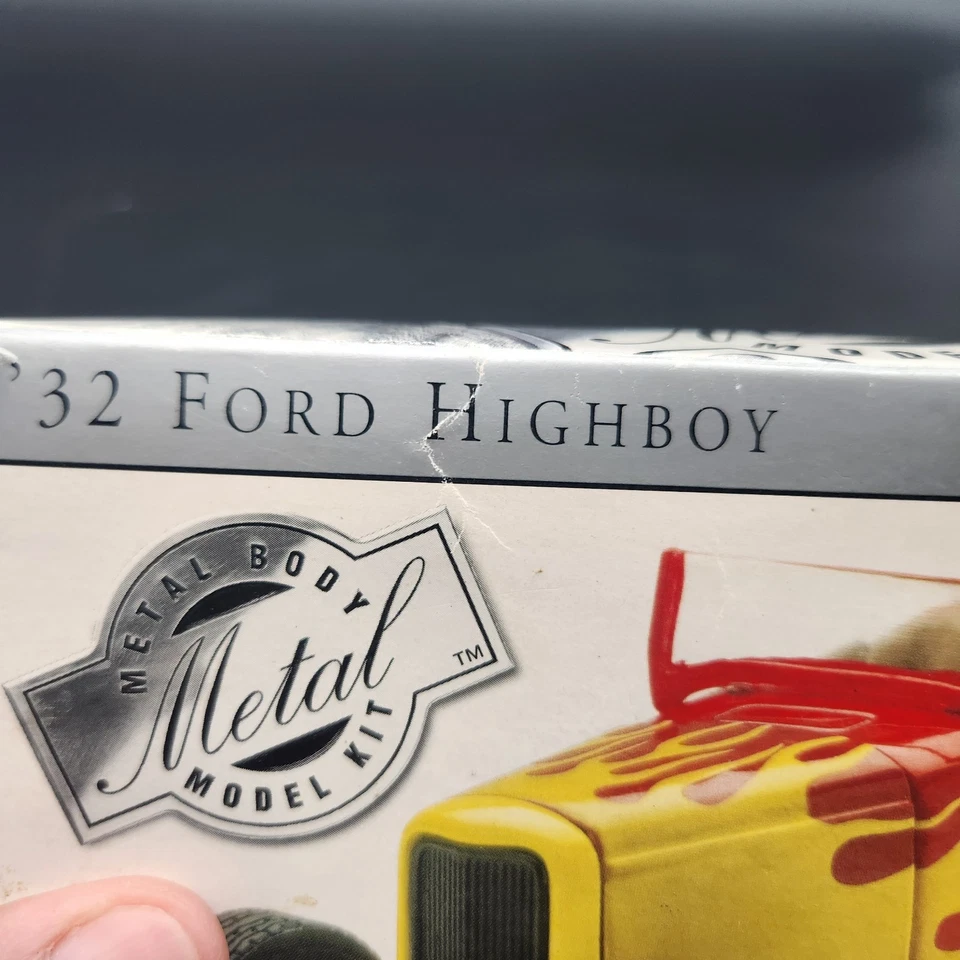 '32 FORD HIGHBOY
METAL BODY
Metal
TM
MODEL KIT